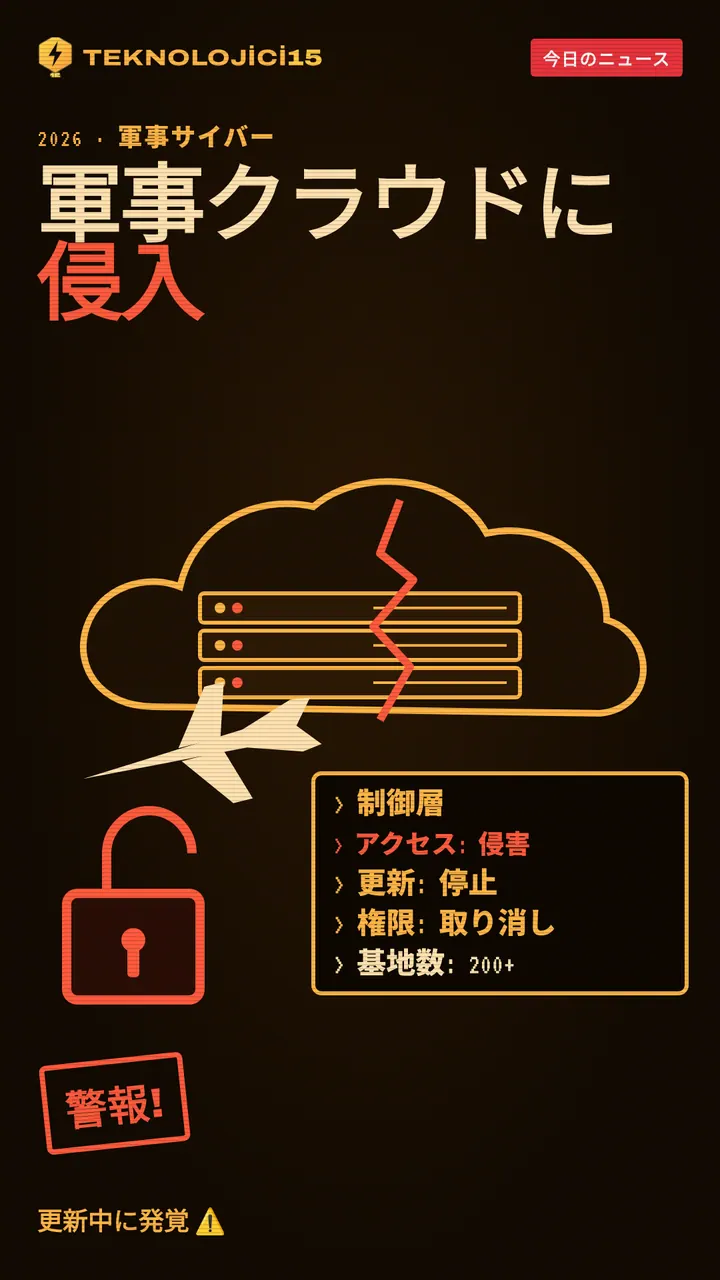 TEKNOLOJİCİ15
今日のニュース
2026 · 軍事サイバー
軍事クラウドに
侵入
› 制御層
› アクセス: 侵害
› 更新: 停止
› 権限: 取り消し
› 基地数: 200+
警報!
更新中に発覚 ⚠️